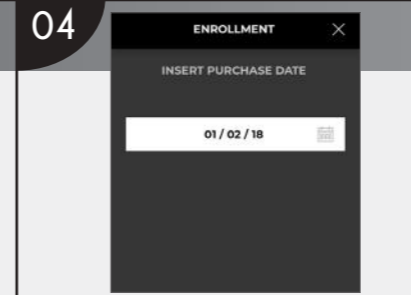 04
ENROLLMENT
INSERT PURCHASE DATE
01 / 02 / 18